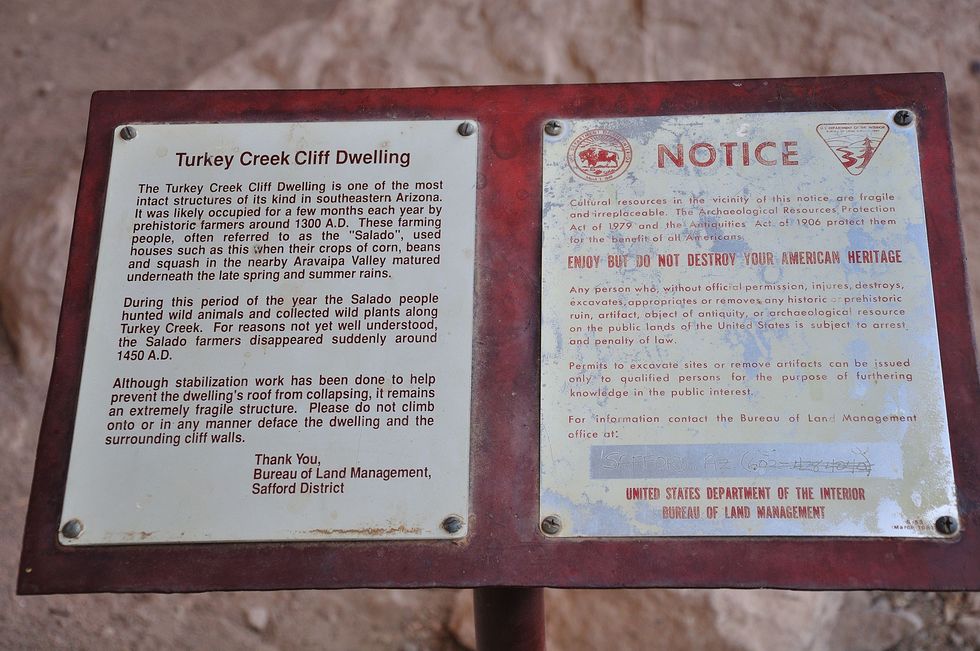 Turkey Creek Cliff Dwelling
The Turkey Creek Cliff Dwelling is one of the most
intact structures of its kind in southeastern Arizona.
It was likely occupied for a few months each year by
prehistoric farmers around 1300 A.D. These farming
people, often referred to as the "Salado", used
houses such as this when their crops of corn, beans
and squash in the nearby Aravaipa Valley matured
underneath the late spring and summer rains.
During this period of the year the Salado people
hunted wild animals and collected wild plants along
Turkey Creek. For reasons not yet well understood,
the Salado farmers disappeared suddenly around
1450 A.D.
Although stabilization work has been done to help
prevent the dwelling's roof from collapsing, it remains
an extremely fragile structure. Please do not climb
onto or in any manner deface the dwelling and the
surrounding cliff walls.
Thank You,
Bureau of Land Management,
Safford District
NOTICE
U.S. DEPARTMENT OF THE INTERIOR
Cultural resources in the vicinity of this notice are fragile
and irreplaceable. The Archaeological Resources Protection
Act of 1979 and the Antiquities Act of 1906 protect them
for the benefit of all Americans.
ENJOY BUT DO NOT DESTROY YOUR AMERICAN HERITAGE
Any person who, without official permission, injures, destroys,
excavates, appropriates or removes any historic or prehistoric
ruin, artifact, object of antiquity, or archaeological resource
on the public lands of the United States is subject to arrest
and penalty of law.
Permits to excavate sites or remove artifacts can be issued
only to qualified persons for the purpose of furthering
knowledge in the public interest.
For information contact the Bureau of Land Management
office at:
SAFFORD, AZ (602-
UNITED STATES DEPARTMENT OF THE INTERIOR
BUREAU OF LAND MANAGEMENT